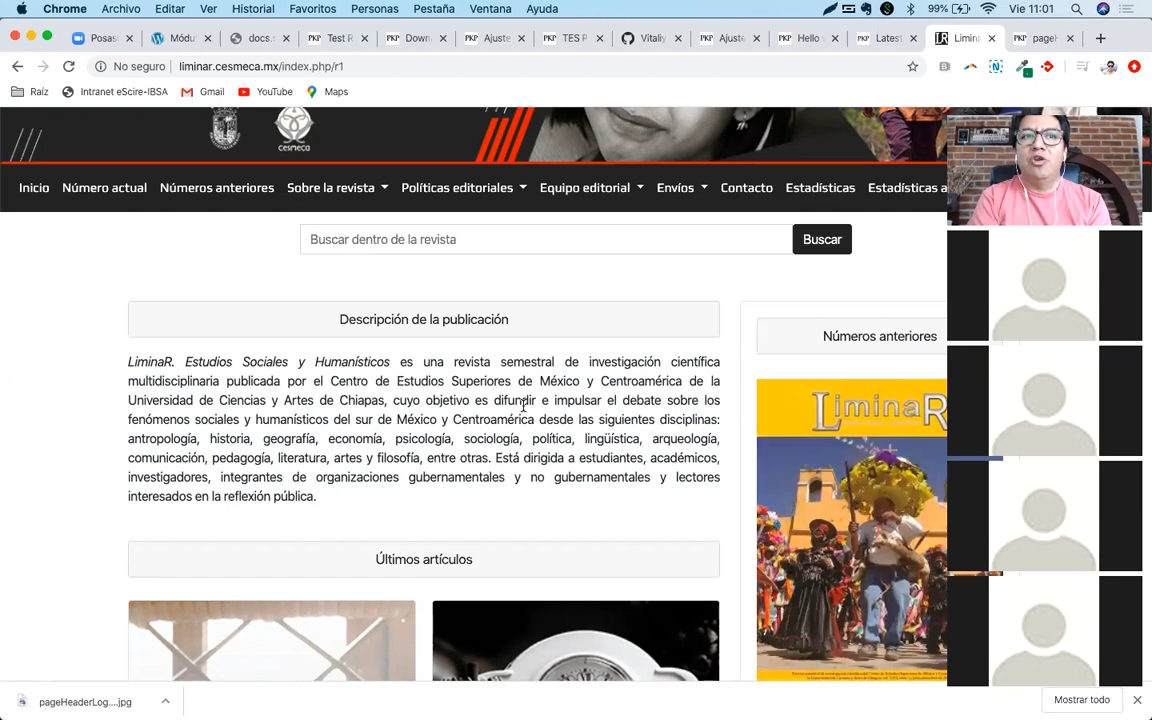 Chrome Archivo Editar Ver Historial Favoritos Personas Pestaña Ventana Ayuda 99% Vie 11:01
Posas Módu docs. Test R Down Ajuste TES P Vitaliy Ajuste Hello Latest Limin pageH
No seguro liminar.cesmeca.mx/index.php/r1
Raíz Intranet eScire-IBSA Gmail YouTube Maps
cesmeca
Inicio Número actual Números anteriores Sobre la revista Políticas editoriales Equipo editorial Envíos Contacto Estadísticas Estadísticas a
Buscar dentro de la revista Buscar
Descripción de la publicación
LiminaR. Estudios Sociales y Humanísticos es una revista semestral de investigación científica
multidisciplinaria publicada por el Centro de Estudios Superiores de México y Centroamérica de la
Universidad de Ciencias y Artes de Chiapas, cuyo objetivo es difundir e impulsar el debate sobre los
fenómenos sociales y humanísticos del sur de México y Centroamérica desde las siguientes disciplinas:
antropología, historia, geografía, economía, psicología, sociología, política, lingüística, arqueología,
comunicación, pedagogía, literatura, artes y filosofía, entre otras. Está dirigida a estudiantes, académicos,
investigadores, integrantes de organizaciones gubernamentales y no gubernamentales y lectores
interesados en la reflexión pública.
Números anteriores
LiminaR
Últimos artículos
pageHeaderLog....jpg Mostrar todo